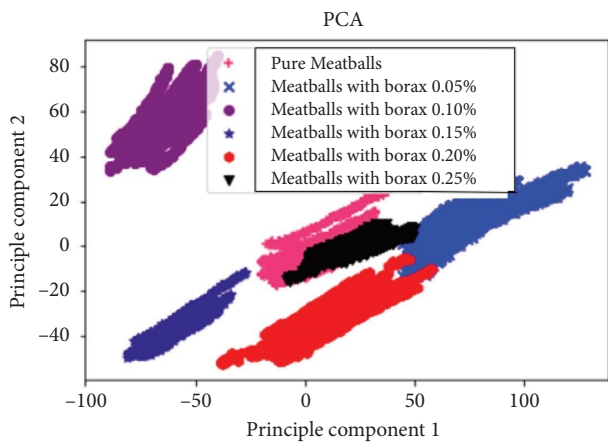 PCA
80
60
40
20
0
−20
−40
Principle component 2
Pure Meatballs
Meatballs with borax 0.05%
Meatballs with borax 0.10%
Meatballs with borax 0.15%
Meatballs with borax 0.20%
Meatballs with borax 0.25%
−100 −50 0 50 100
Principle component 1